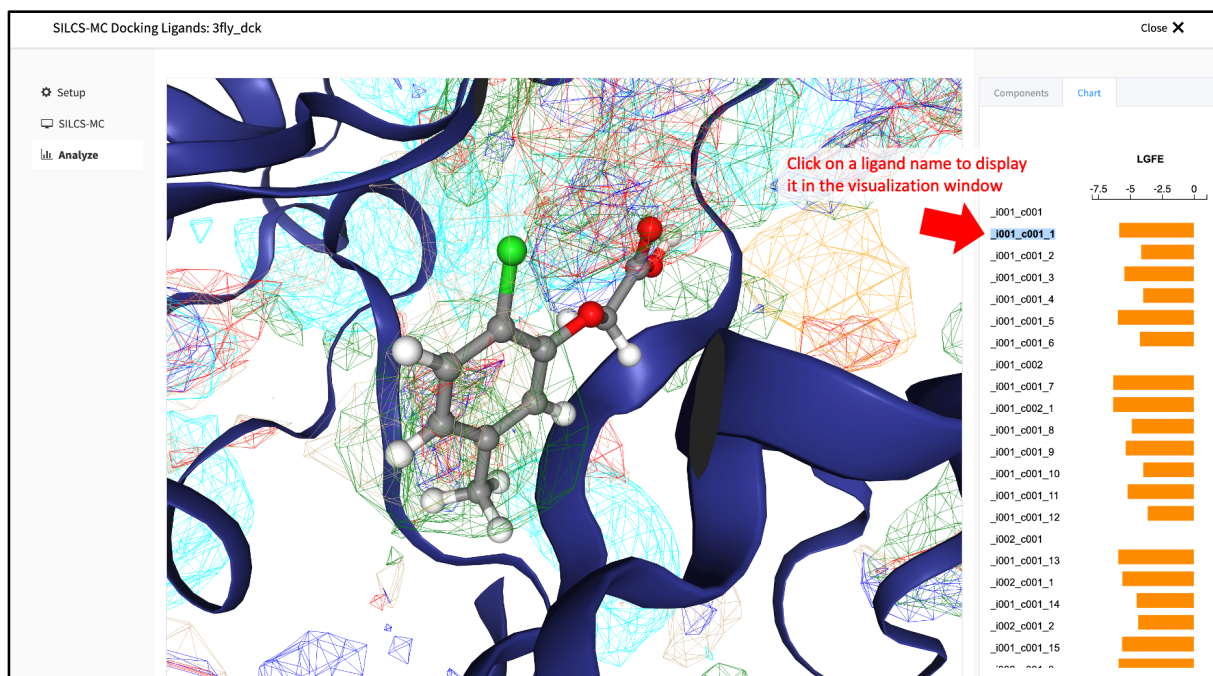 SILCS-MC Docking Ligands: 3fly_dck
Close ✕
Setup
SILCS-MC
Analyze
Components Chart
Click on a ligand name to display
it in the visualization window
LGFE
-7.5 -5 -2.5 0
_i001_c001
_i001_c001_1
_i001_c001_2
_i001_c001_3
_i001_c001_4
_i001_c001_5
_i001_c001_6
_i001_c002
_i001_c001_7
_i001_c002_1
_i001_c001_8
_i001_c001_9
_i001_c001_10
_i001_c001_11
_i001_c001_12
_i002_c001
_i001_c001_13
_i002_c001_1
_i001_c001_14
_i002_c001_2
_i001_c001_15